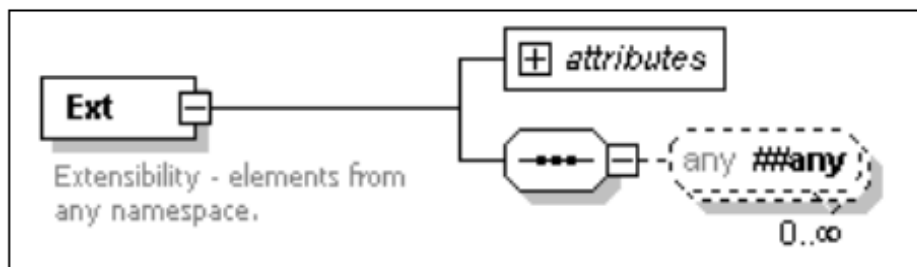 attributes
Ext
any ##any
Extensibility - elements from
any namespace.
0..∞